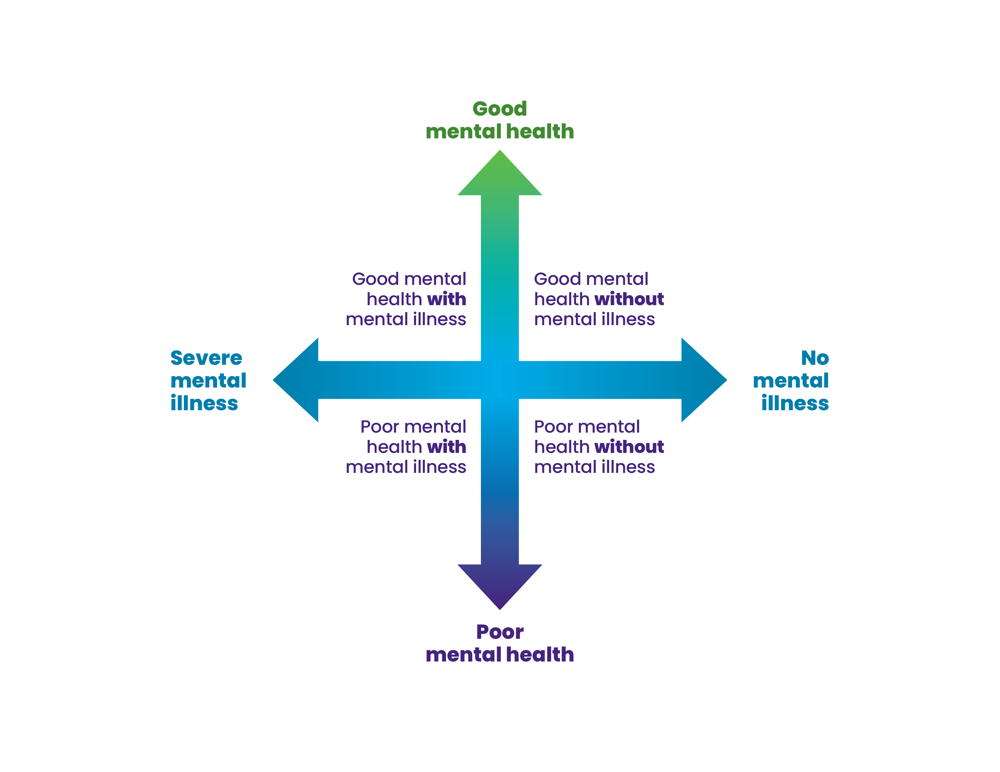 Good
mental health
Good mental
health with
mental illness
Good mental
health without
mental illness
Severe
mental
illness
No
mental
illness
Poor mental
health with
mental illness
Poor mental
health without
mental illness
Poor
mental health